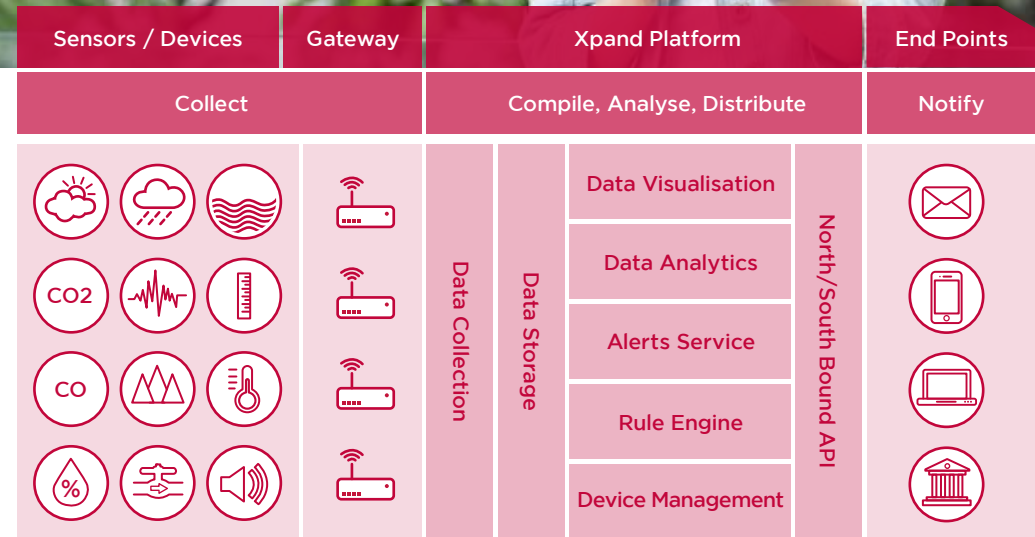 Sensors / Devices
Gateway
Xpand Platform
End Points
Collect
Compile, Analyse, Distribute
Notify
CO2
CO
%
Data Collection
Data Storage
Data Visualisation
Data Analytics
Alerts Service
Rule Engine
Device Management
North/South Bound API